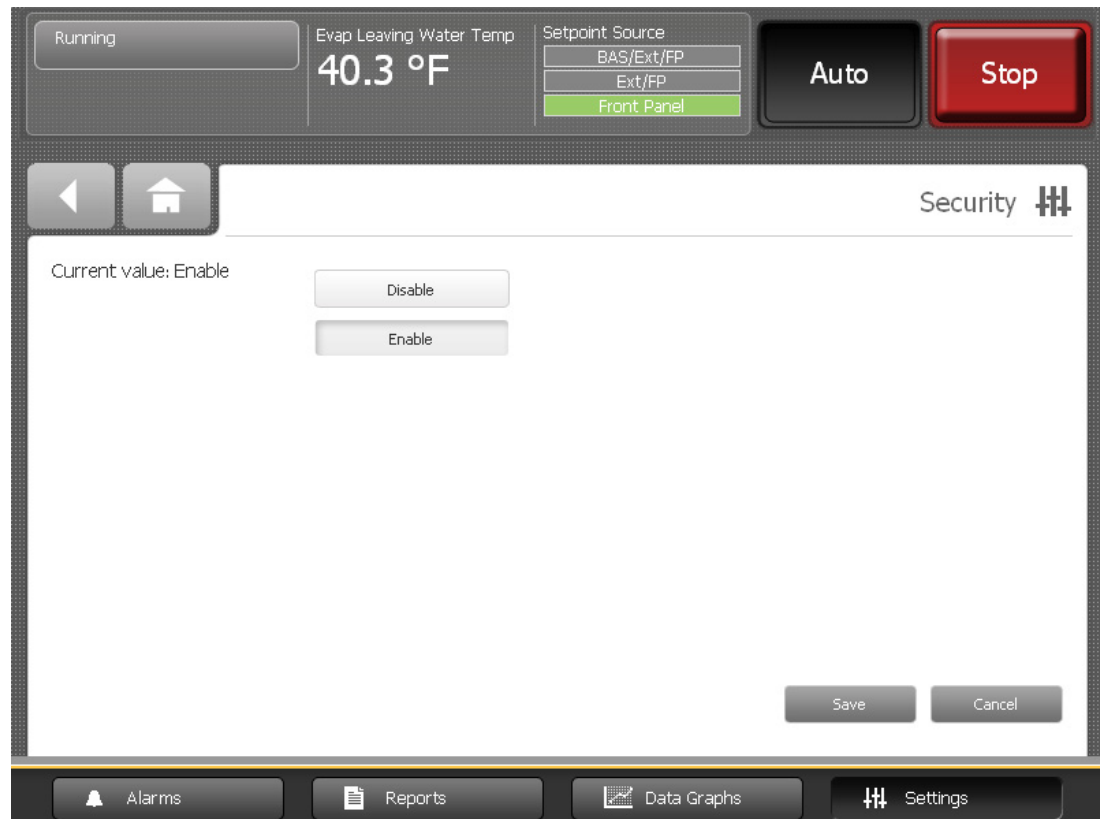 Running
Evap Leaving Water Temp
40.3 °F
Setpoint Source
BAS/Ext/FP
Ext/FP
Front Panel
Auto
Stop
Security
Current value: Enable
Disable
Enable
Save
Cancel
Alarms
Reports
Data Graphs
Settings